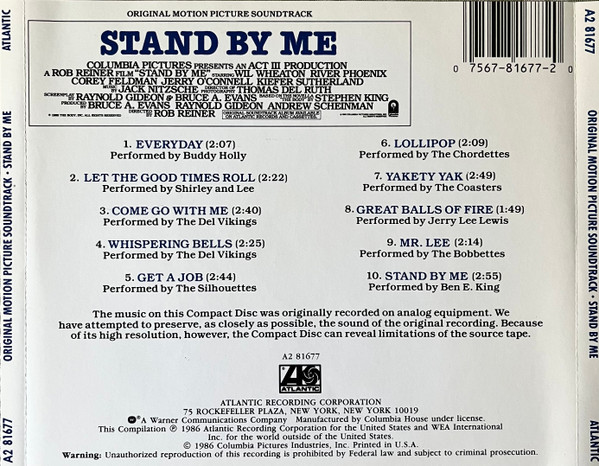 ORIGINAL MOTION PICTURE SOUNDTRACK
STAND BY ME
COLUMBIA PICTURES PRESENTS AN ACT III PRODUCTION
A ROB REINER FILM "STAND BY ME" STARRING WIL WHEATON RIVER PHOENIX
COREY FELDMAN JERRY O'CONNELL KIEFER SUTHERLAND
MUSIC BY JACK NITZSCHE DIRECTOR OF PHOTOGRAPHY THOMAS DEL RUTH
SCREENPLAY BY RAYNOLD GIDEON & BRUCE A. EVANS BASED ON THE NOVELLA BY STEPHEN KING
PRODUCED BY BRUCE A. EVANS RAYNOLD GIDEON ANDREW SCHEINMAN
DIRECTED BY ROB REINER ORIGINAL SOUNDTRACK ALBUM AVAILABLE ON ATLANTIC RECORDS AND CASSETTES
0 7567-81677-2 0
1. EVERYDAY (2:07)
Performed by Buddy Holly
2. LET THE GOOD TIMES ROLL (2:22)
Performed by Shirley and Lee
3. COME GO WITH ME (2:40)
Performed by The Del Vikings
4. WHISPERING BELLS (2:25)
Performed by The Del Vikings
5. GET A JOB (2:44)
Performed by The Silhouettes
6. LOLLIPOP (2:09)
Performed by The Chordettes
7. YAKETY YAK (2:49)
Performed by The Coasters
8. GREAT BALLS OF FIRE (1:49)
Performed by Jerry Lee Lewis
9. MR. LEE (2:14)
Performed by The Bobbettes
10. STAND BY ME (2:55)
Performed by Ben E. King
The music on this Compact Disc was originally recorded on analog equipment. We
have attempted to preserve, as closely as possible, the sound of the original recording. Because
of its high resolution, however, the Compact Disc can reveal limitations of the source tape.
A2 81677
ATLANTIC
ATLANTIC RECORDING CORPORATION
75 ROCKEFELLER PLAZA, NEW YORK, NEW YORK 10019
A Warner Communications Company Manufactured by Columbia House under license.
This Compilation ℗ 1986 Atlantic Recording Corporation for the United States and WEA International
Inc. for the world outside of the United States.
© 1986 Columbia Pictures Industries, Inc. Printed in U.S.A.
Warning: Unauthorized reproduction of this recording is prohibited by Federal law and subject to criminal prosecution.
A2 81677 ORIGINAL MOTION PICTURE SOUNDTRACK · STAND BY ME ATLANTIC
A2 81677 ORIGINAL MOTION PICTURE SOUNDTRACK · STAND BY ME ATLANTIC